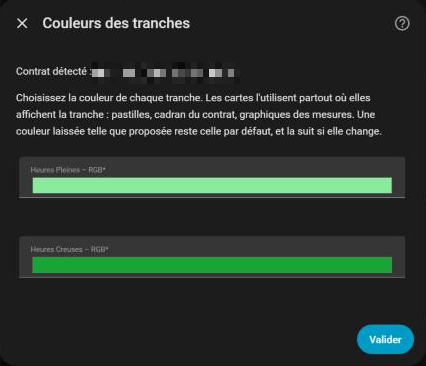 Couleurs des tranches
Contrat détecté :
Choisissez la couleur de chaque tranche. Les cartes l'utilisent partout où elles
affichent la tranche : pastilles, cadran du contrat, graphiques des mesures. Une
couleur laissée telle que proposée reste celle par défaut, et la suit si elle change.
Heures Pleines – RGB*
Heures Creuses – RGB*
Valider